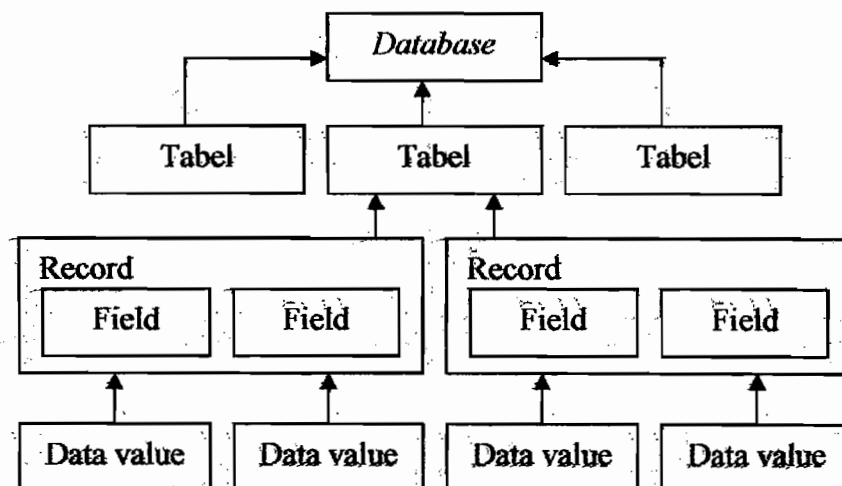 Database
Tabel
Tabel
Tabel
Record
Record
Field
Field
Field
Field
Data value
Data value
Data value
Data value